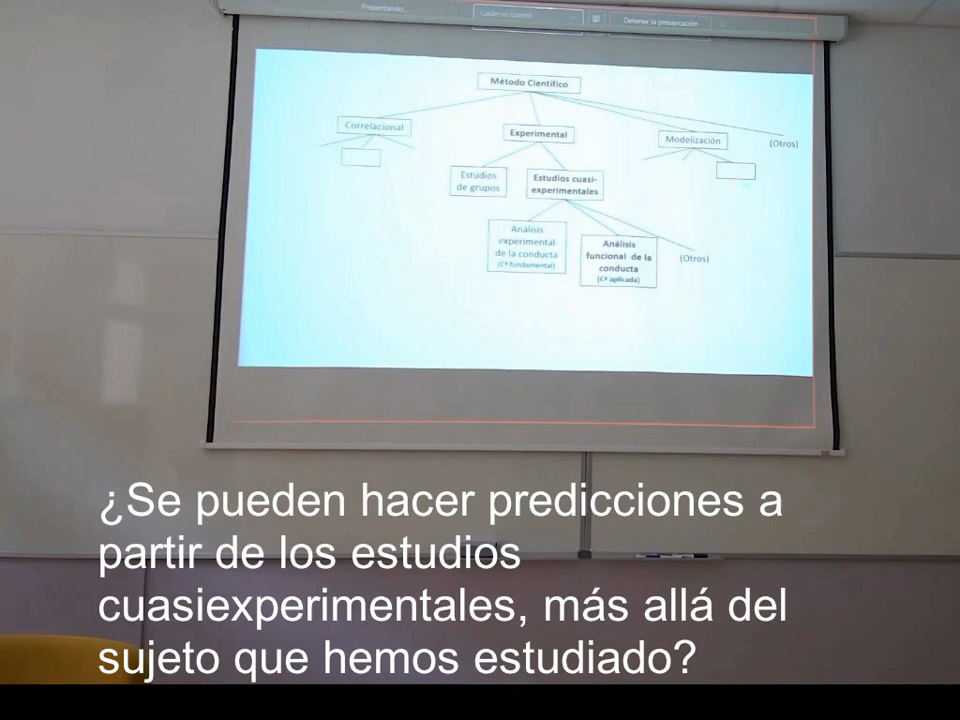 Presentando...
Detener la presentación
Método Científico
Correlacional
Experimental
Modelización
(Otros)
Estudios
de grupos
Estudios cuasi-
experimentales
Análisis
experimental
de la conducta
(Cª fundamental)
Análisis
funcional de la
conducta
(Cª aplicada)
(Otros)
¿Se pueden hacer predicciones a
partir de los estudios
cuasiexperimentales, más allá del
sujeto que hemos estudiado?